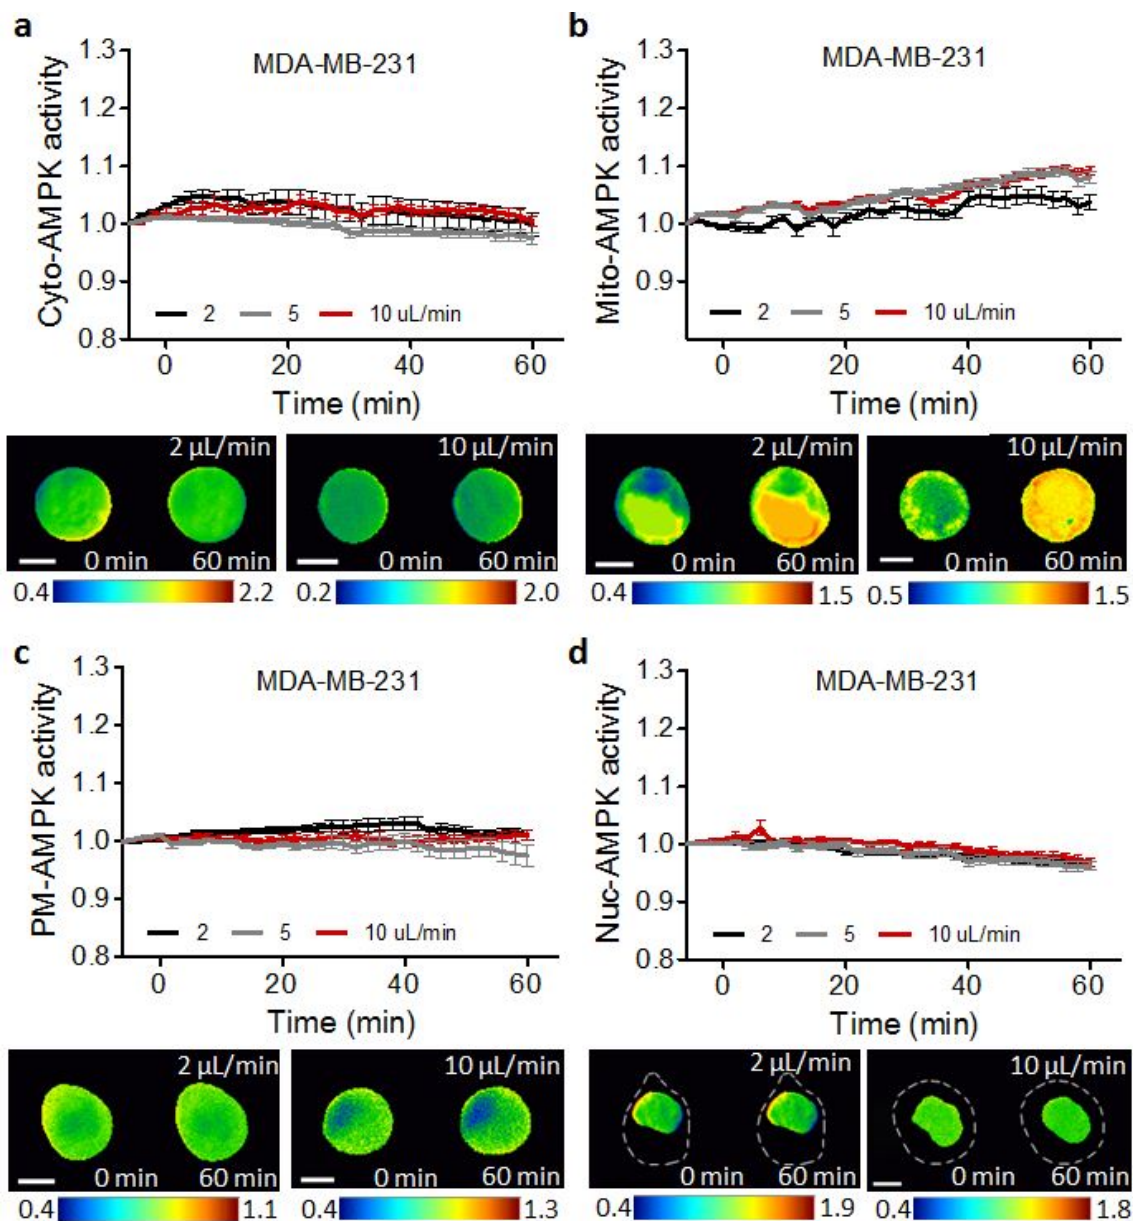 a
MDA-MB-231
Cyto-AMPK activity
1.3
1.2
1.1
1.0
0.9
0.8
2 5 10 uL/min
0 20 40 60
Time (min)
2 µL/min
0 min 60 min
0.4 2.2
10 µL/min
0 min 60 min
0.2 2.0
b
MDA-MB-231
Mito-AMPK activity
1.3
1.2
1.1
1.0
0.9
0.8
2 5 10 uL/min
0 20 40 60
Time (min)
2 µL/min
0 min 60 min
0.4 1.5
10 µL/min
0 min 60 min
0.5 1.5
c
MDA-MB-231
PM-AMPK activity
1.3
1.2
1.1
1.0
0.9
0.8
2 5 10 uL/min
0 20 40 60
Time (min)
2 µL/min
0 min 60 min
0.4 1.1
10 µL/min
0 min 60 min
0.4 1.3
d
MDA-MB-231
Nuc-AMPK activity
1.3
1.2
1.1
1.0
0.9
0.8
2 5 10 uL/min
0 20 40 60
Time (min)
2 µL/min
0 min 60 min
0.4 1.9
10 µL/min
0 min 60 min
0.4 1.8